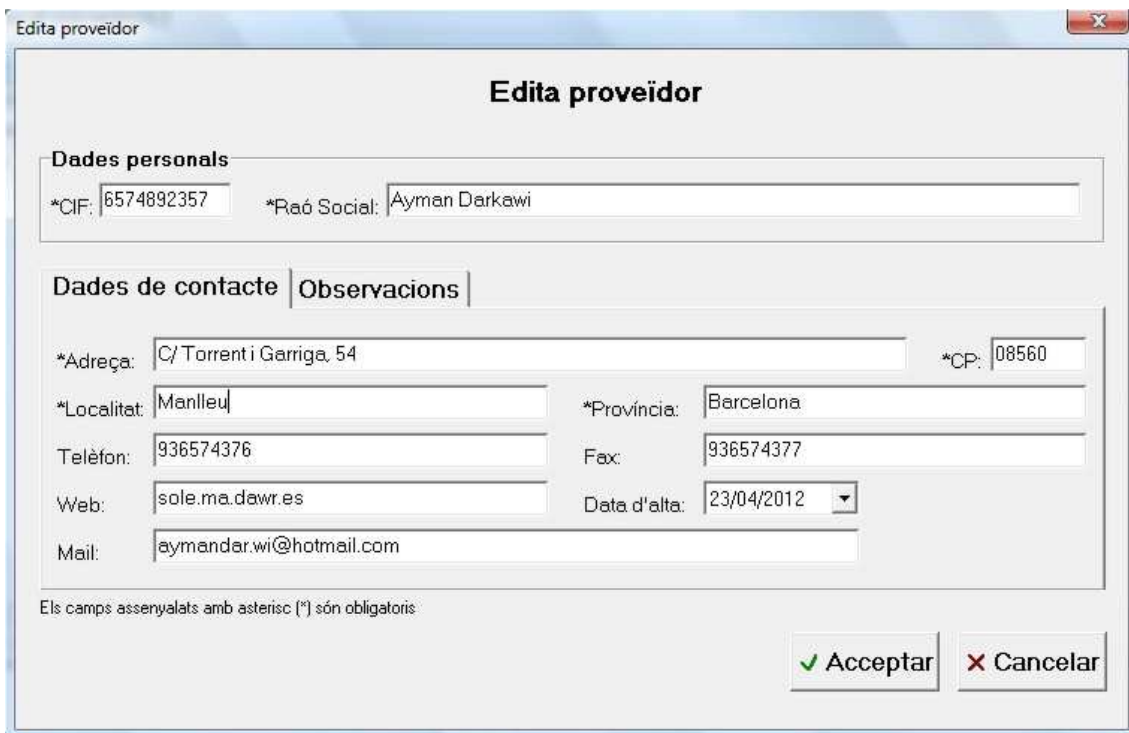 Edita proveïdor
Edita proveïdor
Dades personals
*CIF: 6574892357 *Raó Social: Ayman Darkawi
Dades de contacte Observacions
*Adreça: C/ Torrent i Garriga, 54 *CP: 08560
*Localitat: Manlleu *Província: Barcelona
Telèfon: 936574376 Fax: 936574377
Web: sole.ma.dawr.es Data d'alta: 23/04/2012
Mail: aymandar.wi@hotmail.com
Els camps assenyalats amb asterisc (*) són obligatoris
Acceptar Cancelar